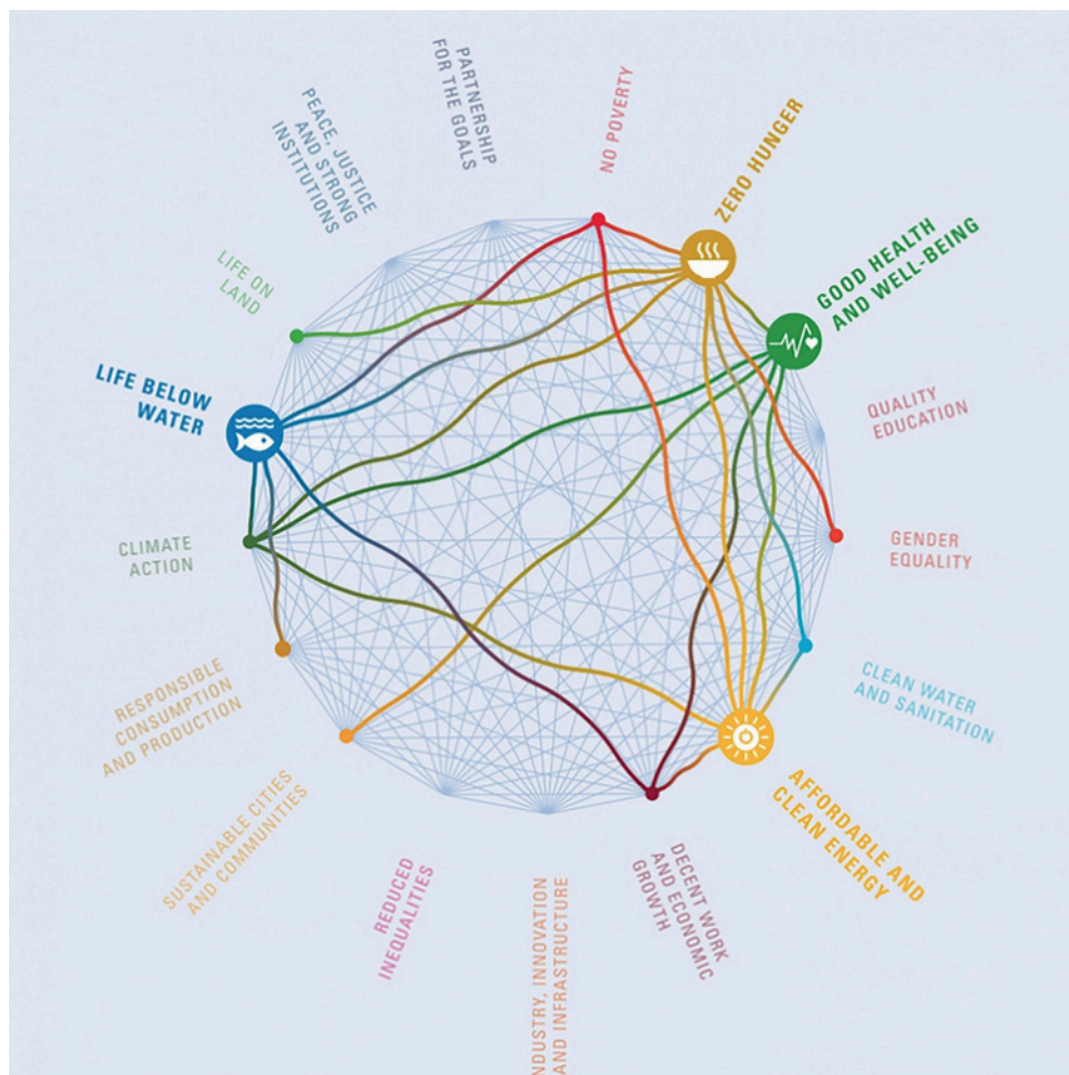 PARTNERSHIP
FOR THE GOALS
NO POVERTY
ZERO HUNGER
GOOD HEALTH
AND WELL-BEING
QUALITY
EDUCATION
GENDER
EQUALITY
CLEAN WATER
AND SANITATION
AFFORDABLE AND
CLEAN ENERGY
DECENT WORK
AND ECONOMIC
GROWTH
NDUSTRY, INNOVATION
AND INFRASTRUCTURE
REDUCED
INEQUALITIES
SUSTAINABLE CITIES
AND COMMUNITIES
RESPONSIBLE
CONSUMPTION
AND PRODUCTION
CLIMATE
ACTION
LIFE BELOW
WATER
LIFE ON
LAND
PEACE, JUSTICE
AND STRONG
INSTITUTIONS